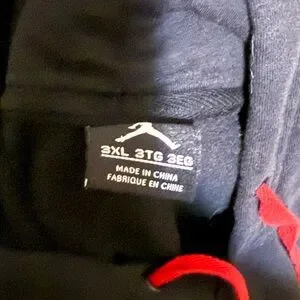 3XL 3TG 3EG
MADE IN CHINA
FABRIQUE EN CHINE